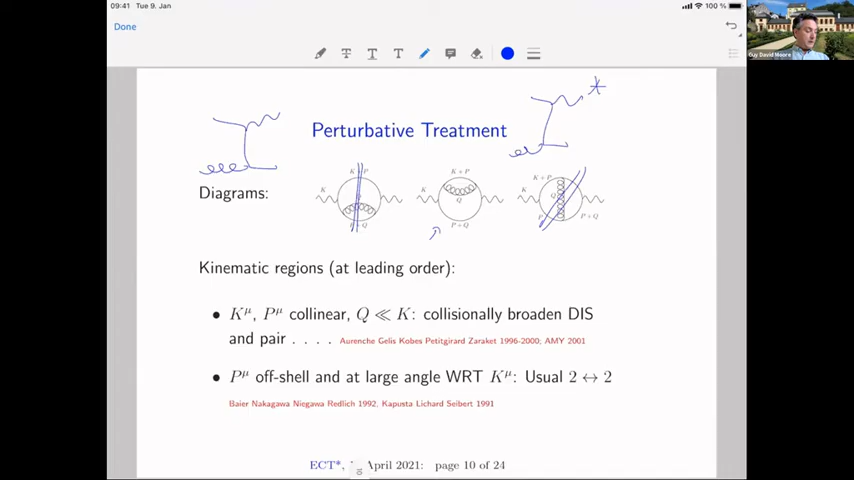 09:41 Tue 9. Jan
100 %
Done
Guy David Moore
Perturbative Treatment
Diagrams:
K
K + P
P + Q
K
K + P
Q
P + Q
K
K + P
Q
P
P + Q
Kinematic regions (at leading order):
• K^μ, P^μ collinear, Q ≪ K: collisionally broaden DIS
and pair . . . . Aurenche Gelis Kobes Petitgirard Zaraket 1996-2000; AMY 2001
• P^μ off-shell and at large angle WRT K^μ: Usual 2 ↔ 2
Baier Nakagawa Niegawa Redlich 1992, Kapusta Lichard Seibert 1991
ECT*, April 2021: page 10 of 24
10